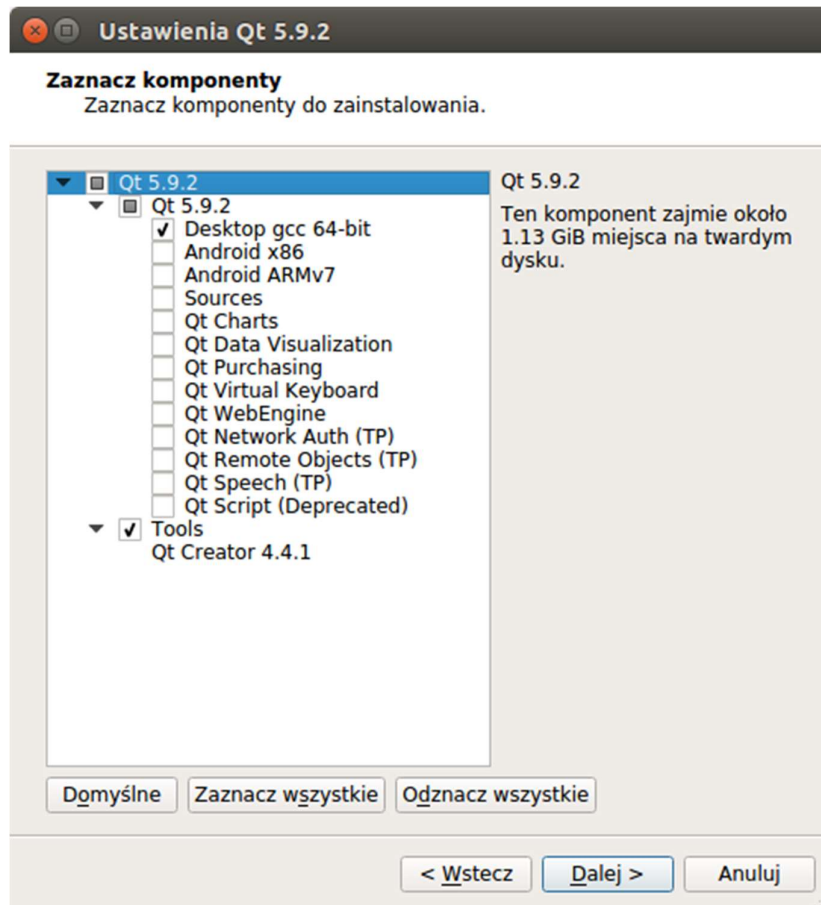 Ustawienia Qt 5.9.2
Zaznacz komponenty
Zaznacz komponenty do zainstalowania.
Qt 5.9.2
Qt 5.9.2
Desktop gcc 64-bit
Android x86
Android ARMv7
Sources
Qt Charts
Qt Data Visualization
Qt Purchasing
Qt Virtual Keyboard
Qt WebEngine
Qt Network Auth (TP)
Qt Remote Objects (TP)
Qt Speech (TP)
Qt Script (Deprecated)
Tools
Qt Creator 4.4.1
Qt 5.9.2
Ten komponent zajmie około
1.13 GiB miejsca na twardym
dysku.
Domyślne
Zaznacz wszystkie
Odznacz wszystkie
< Wstecz
Dalej >
Anuluj